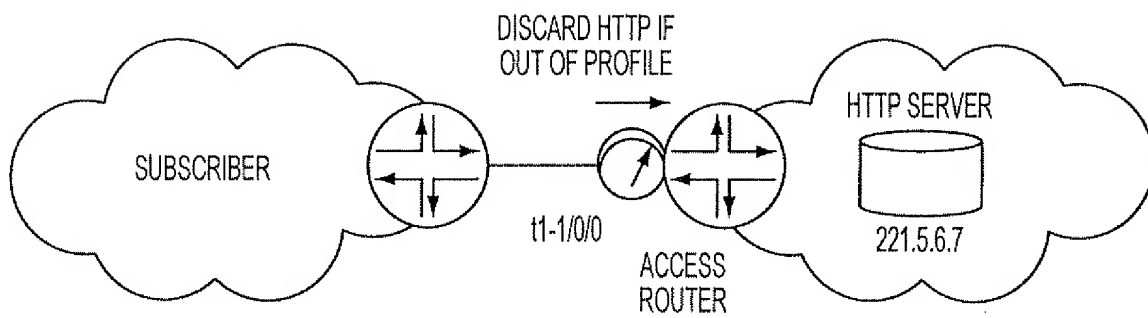 DISCARD HTTP IF
OUT OF PROFILE
SUBSCRIBER
HTTP SERVER
221.5.6.7
t1-1/0/0
ACCESS
ROUTER